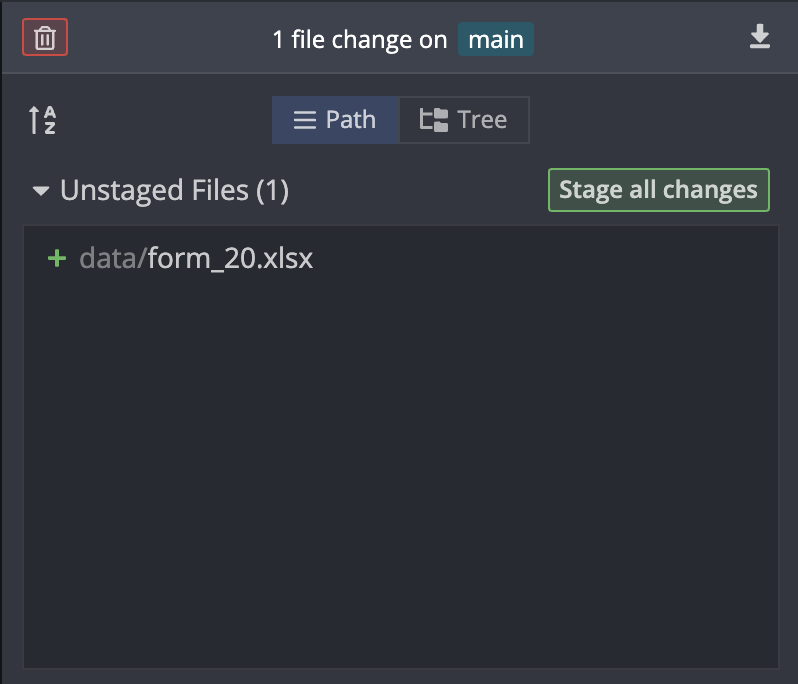 1 file change on main
A
Z
Path Tree
Unstaged Files (1) Stage all changes
+ data/form_20.xlsx